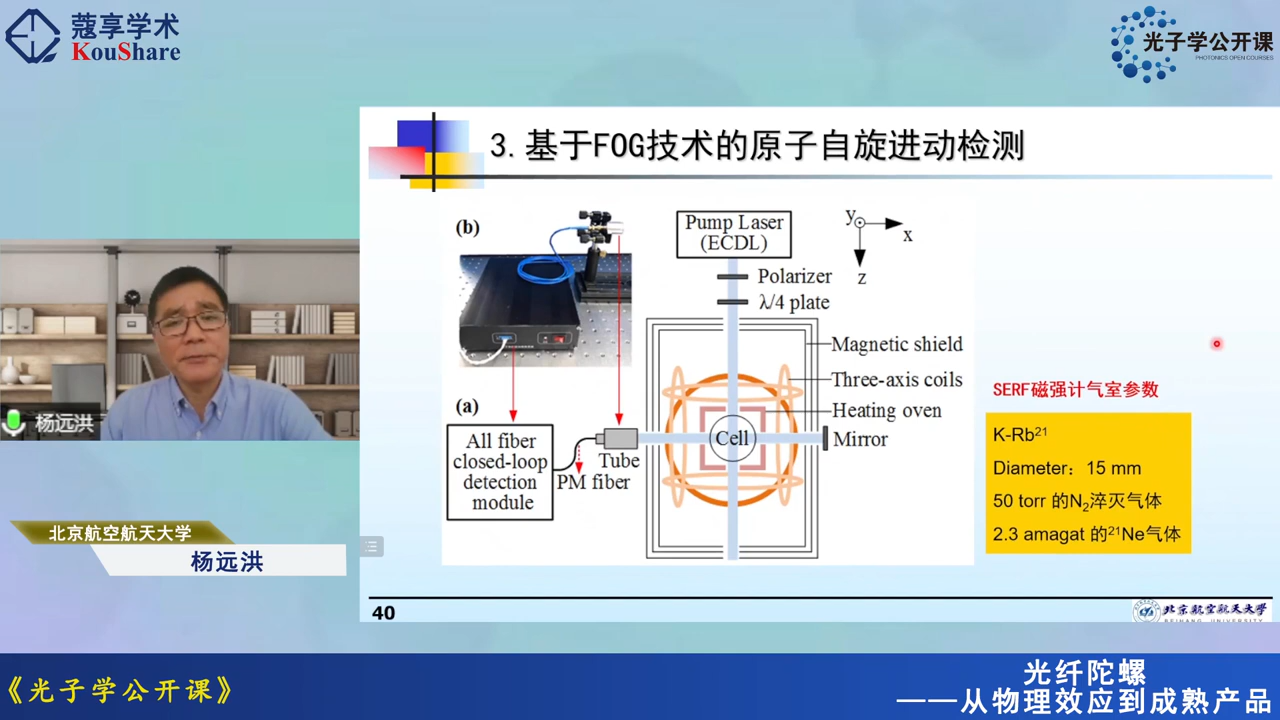 蔻享学术
KouShare
光子学公开课
PHOTONICS OPEN COURSES
3.基于FOG技术的原子自旋进动检测
(b)
Pump Laser
(ECDL)
y
x
z
Polarizer
λ/4 plate
Magnetic shield
Three-axis coils
Heating oven
Mirror
Cell
(a)
All fiber
closed-loop
detection
module
Tube
PM fiber
SERF磁强计气室参数
K-Rb²¹
Diameter：15 mm
50 torr 的N₂淬灭气体
2.3 amagat 的²¹Ne气体
杨远洪
北京航空航天大学
杨远洪
40
北京航空航天大学
BEIHANG UNIVERSITY
《光子学公开课》
光纤陀螺
——从物理效应到成熟产品